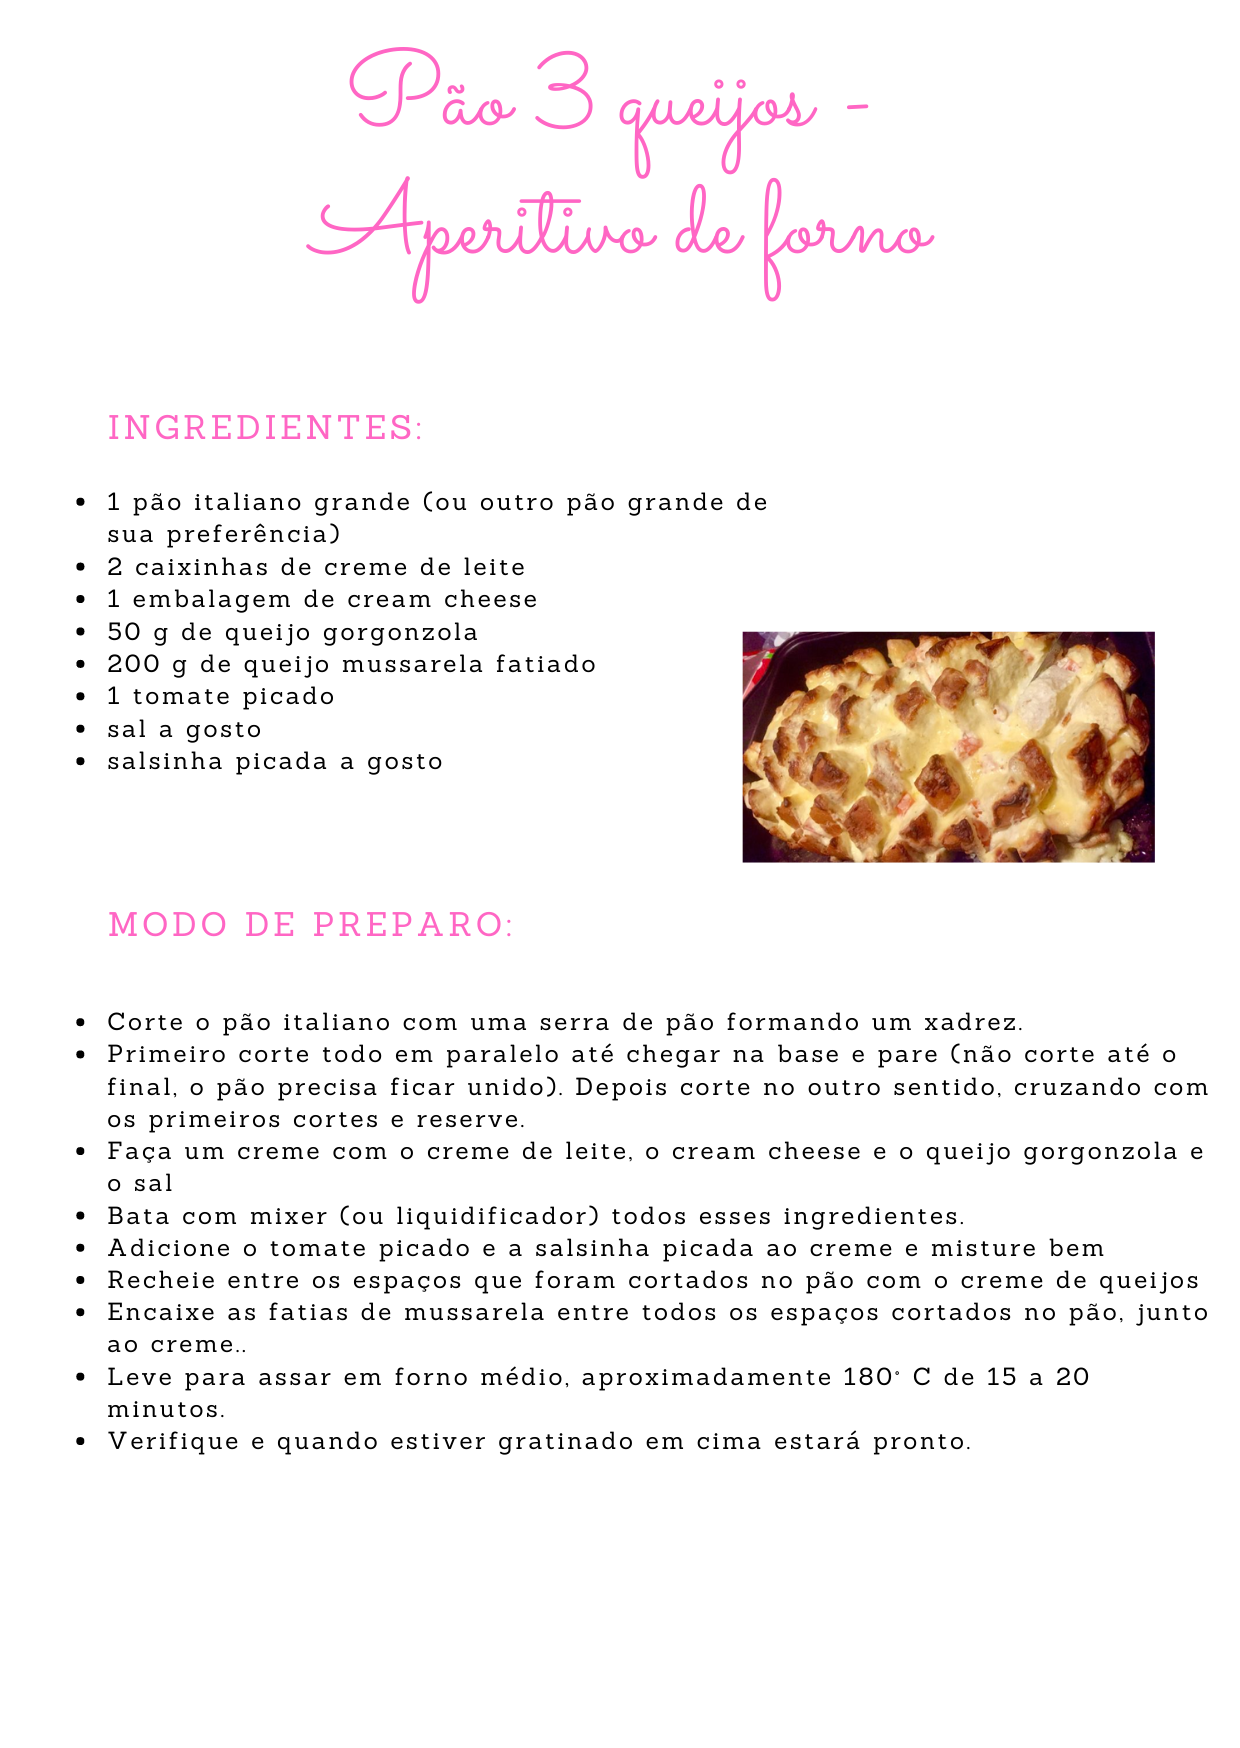 Pão 3 queijos -
Aperitivo de forno
INGREDIENTES:
• 1 pão italiano grande (ou outro pão grande de
sua preferência)
• 2 caixinhas de creme de leite
• 1 embalagem de cream cheese
• 50 g de queijo gorgonzola
• 200 g de queijo mussarela fatiado
• 1 tomate picado
• sal a gosto
• salsinha picada a gosto
MODO DE PREPARO:
• Corte o pão italiano com uma serra de pão formando um xadrez.
• Primeiro corte todo em paralelo até chegar na base e pare (não corte até o
final, o pão precisa ficar unido). Depois corte no outro sentido, cruzando com
os primeiros cortes e reserve.
• Faça um creme com o creme de leite, o cream cheese e o queijo gorgonzola e
o sal
• Bata com mixer (ou liquidificador) todos esses ingredientes.
• Adicione o tomate picado e a salsinha picada ao creme e misture bem
• Recheie entre os espaços que foram cortados no pão com o creme de queijos
• Encaixe as fatias de mussarela entre todos os espaços cortados no pão, junto
ao creme..
• Leve para assar em forno médio, aproximadamente 180° C de 15 a 20
minutos.
• Verifique e quando estiver gratinado em cima estará pronto.